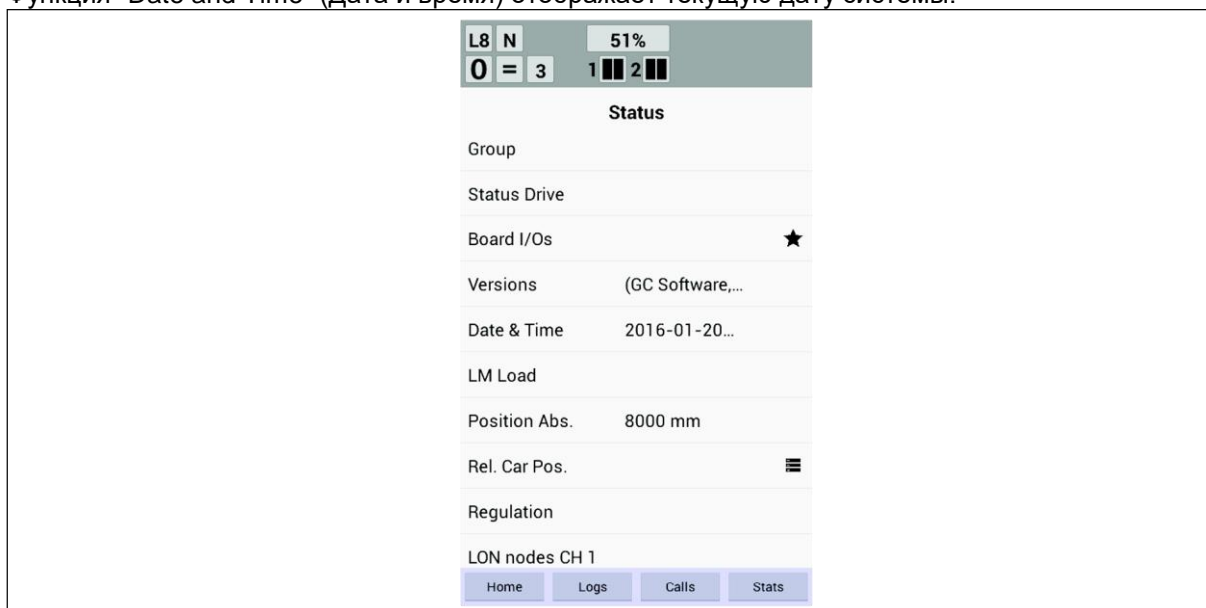 Функция "Date and Time" (Дата и время) отображает текущую дату системы.
L8 N 51%
0 = 3 1 2
Status
Group
Status Drive
Board I/Os
Versions (GC Software,...
Date & Time 2016-01-20...
LM Load
Position Abs. 8000 mm
Rel. Car Pos.
Regulation
LON nodes CH 1
Home Logs Calls Stats